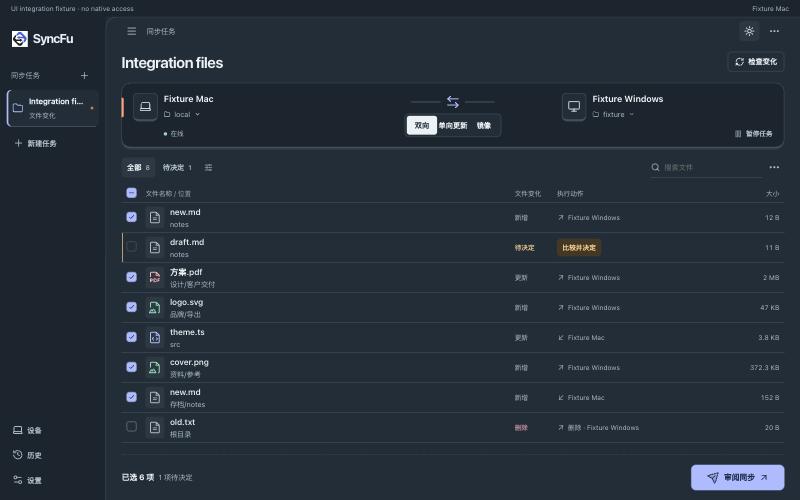 UI integration fixture · no native access
Fixture Mac
SyncFu
同步任务
同步任务
Integration files
检查变化
Integration fi...
文件变化
新建任务
Fixture Mac
local
在线
双向
单向更新
镜像
Fixture Windows
fixture
暂停任务
全部 8
待决定 1
搜索文件
文件名称 / 位置
文件变化
执行动作
大小
new.md
notes
新增
Fixture Windows
12 B
draft.md
notes
待决定
比较并决定
11 B
方案.pdf
设计/客户交付
更新
Fixture Windows
2 MB
logo.svg
品牌/导出
新增
Fixture Windows
47 KB
theme.ts
src
更新
Fixture Mac
3.8 KB
cover.png
资料/参考
新增
Fixture Windows
372.3 KB
new.md
存档/notes
新增
Fixture Mac
152 B
old.txt
根目录
删除
删除 · Fixture Windows
20 B
设备
历史
设置
已选 6 项
1 项待决定
审阅同步